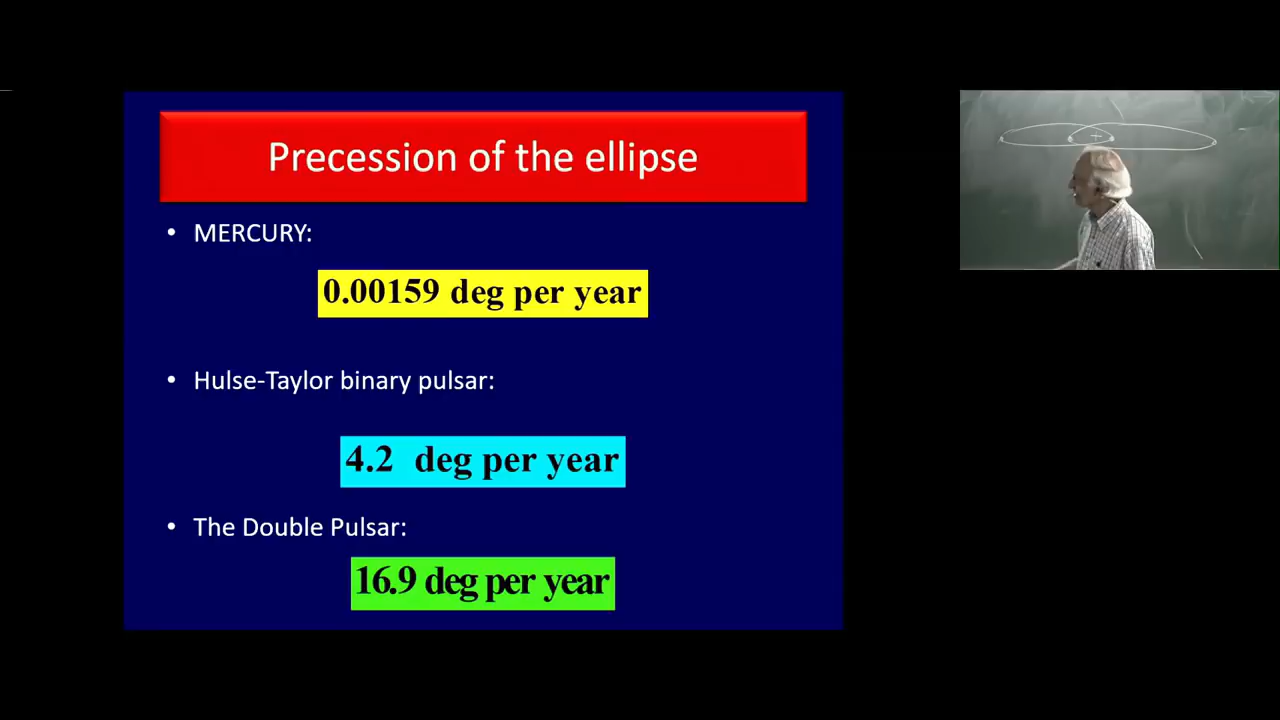 Precession of the ellipse
• MERCURY:
0.00159 deg per year
• Hulse-Taylor binary pulsar:
4.2 deg per year
• The Double Pulsar:
16.9 deg per year